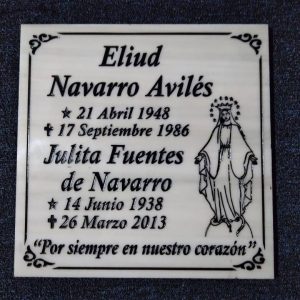 Eliud
Navarro Avilés
★ 21 Abril 1948
✝ 17 Septiembre 1986
Julita Fuentes
de Navarro
★ 14 Junio 1938
✝ 26 Marzo 2013
“Por siempre en nuestro corazón”